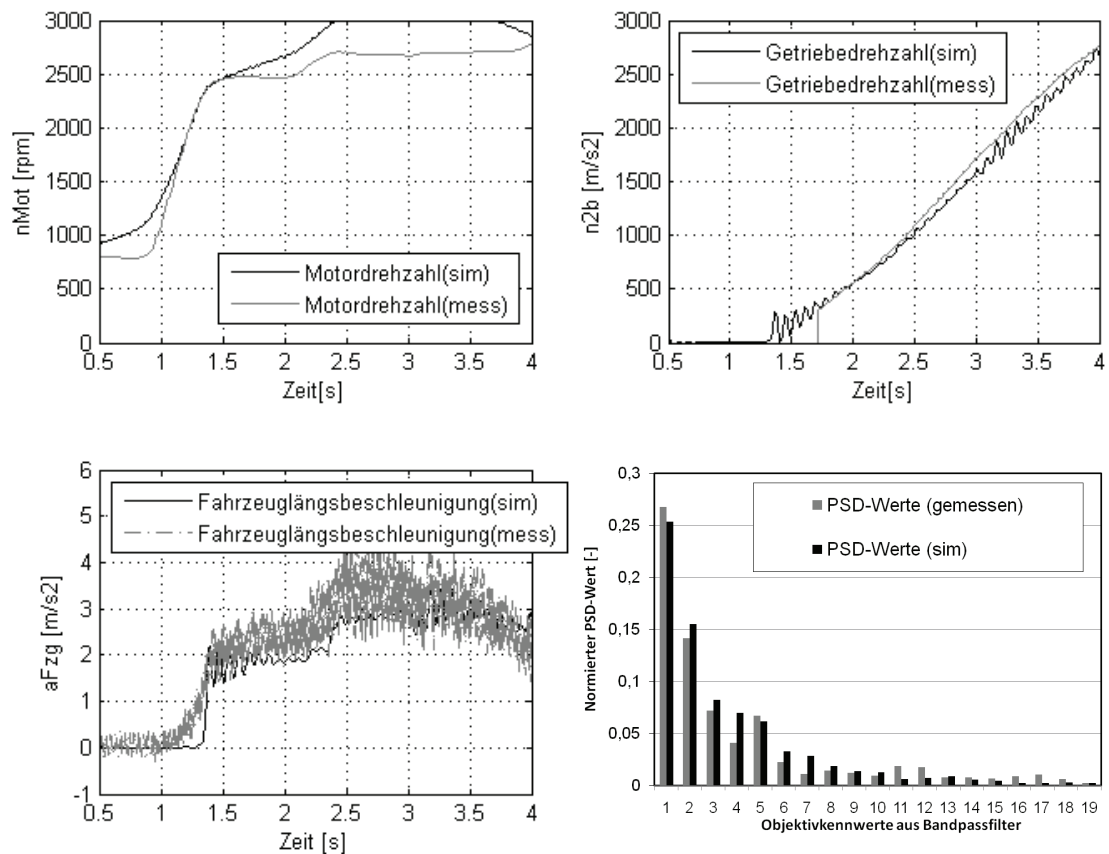 3000
2500
2000
1500
1000
500
0
nMot [rpm]
Motordrehzahl(sim)
Motordrehzahl(mess)
0.5 1 1.5 2 2.5 3 3.5 4
Zeit[s]
3000
2500
2000
1500
1000
500
0
n2b [m/s2]
Getriebedrehzahl(sim)
Getriebedrehzahl(mess)
0.5 1 1.5 2 2.5 3 3.5 4
Zeit[s]
6
5
4
3
2
1
0
-1
aFzg [m/s2]
Fahrzeuglängsbeschleunigung(sim)
Fahrzeuglängsbeschleunigung(mess)
0.5 1 1.5 2 2.5 3 3.5 4
Zeit [s]
0,3
0,25
0,2
0,15
0,1
0,05
0
Normierter PSD-Wert [-]
PSD-Werte (gemessen)
PSD-Werte (sim)
1 2 3 4 5 6 7 8 9 10 11 12 13 14 15 16 17 18 19
Objektivkennwerte aus Bandpassfilter